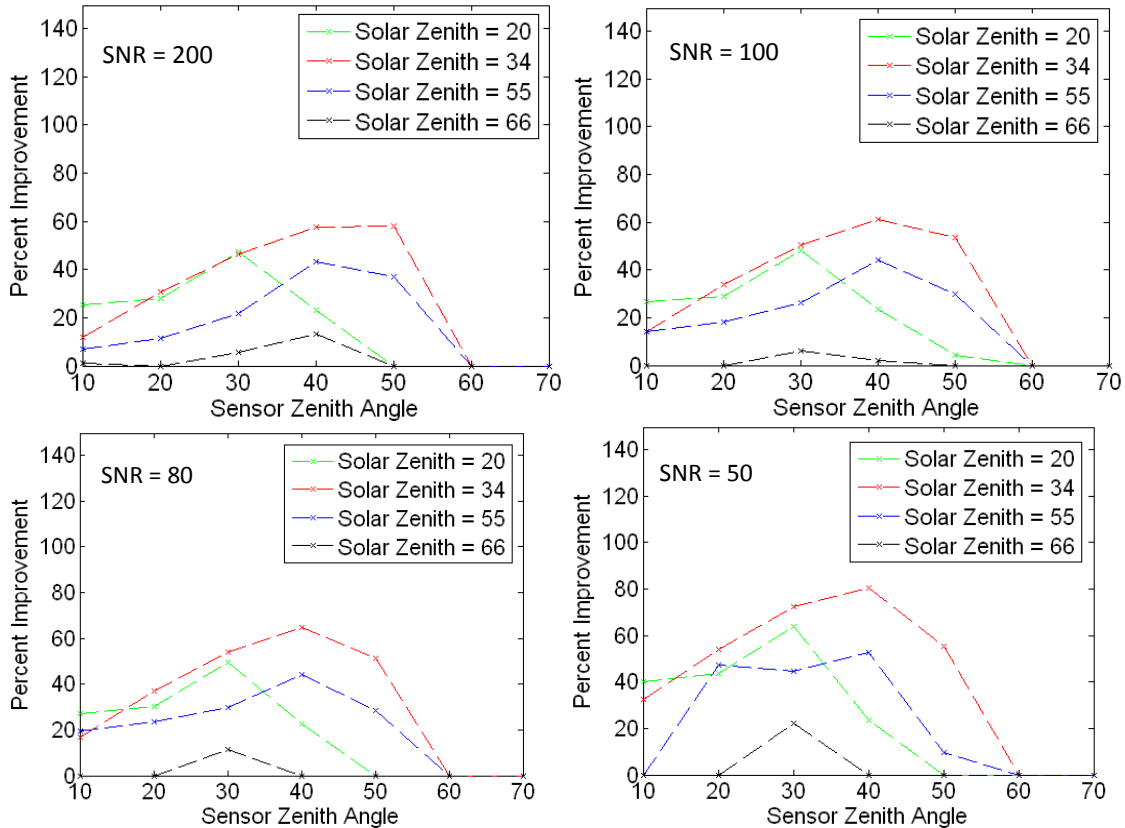 SNR = 200
Solar Zenith = 20
Solar Zenith = 34
Solar Zenith = 55
Solar Zenith = 66
Percent Improvement
140
120
100
80
60
40
20
0
10 20 30 40 50 60 70
Sensor Zenith Angle
SNR = 100
Solar Zenith = 20
Solar Zenith = 34
Solar Zenith = 55
Solar Zenith = 66
Percent Improvement
140
120
100
80
60
40
20
0
10 20 30 40 50 60 70
Sensor Zenith Angle
SNR = 80
Solar Zenith = 20
Solar Zenith = 34
Solar Zenith = 55
Solar Zenith = 66
Percent Improvement
140
120
100
80
60
40
20
0
10 20 30 40 50 60 70
Sensor Zenith Angle
SNR = 50
Solar Zenith = 20
Solar Zenith = 34
Solar Zenith = 55
Solar Zenith = 66
Percent Improvement
140
120
100
80
60
40
20
0
10 20 30 40 50 60 70
Sensor Zenith Angle